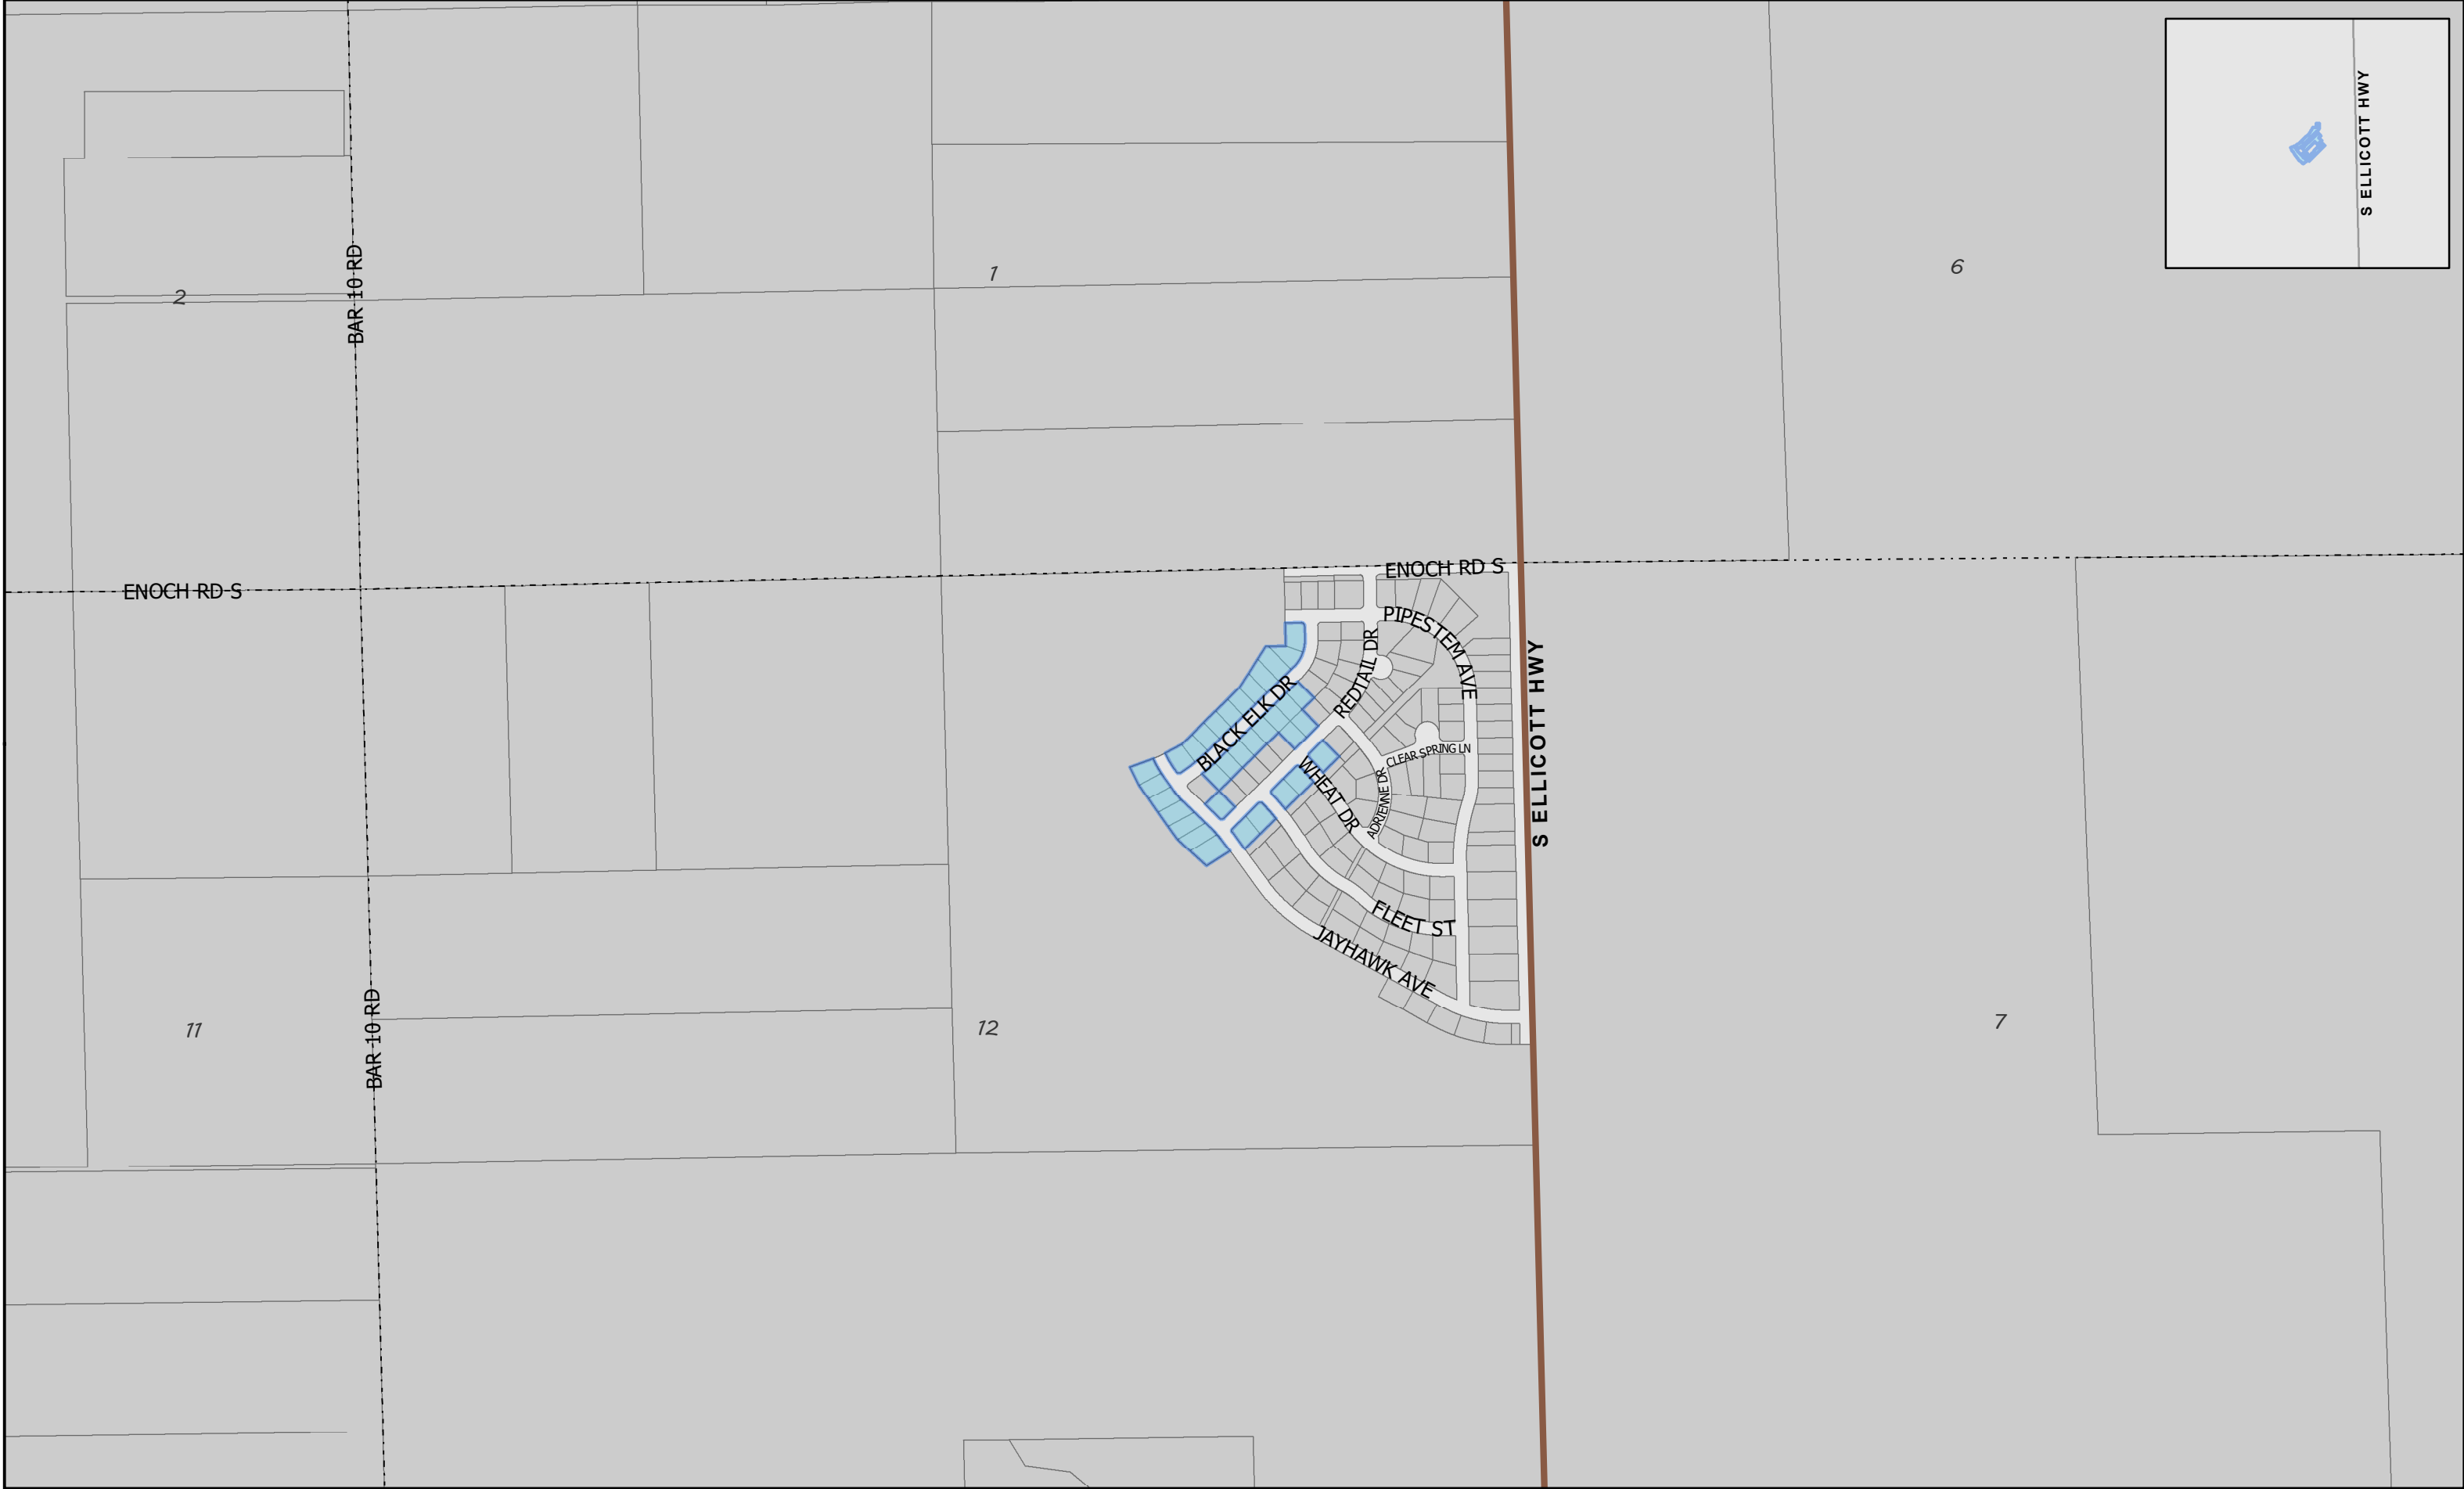 S ELLICOTT HWY
6
1
2
BAR 10 RD
ENOCH RD S
ENOCH RD S
PIPESTEM AVE
REDTAIL DR
BLACK ELK DR
CLEAR SPRING LN
WHEAT DR
ADRIENNE DR
S ELLICOTT HWY
FLEET ST
JAYHAWK AVE
BAR 10 RD
11
12
7